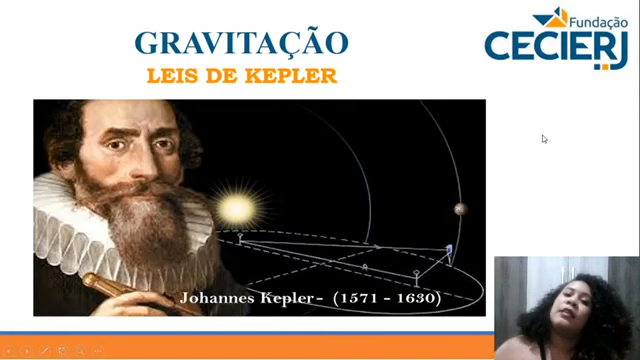 GRAVITAÇÃO
Fundação
CECIERJ
LEIS DE KEPLER
Johannes Kepler- (1571 - 1630)